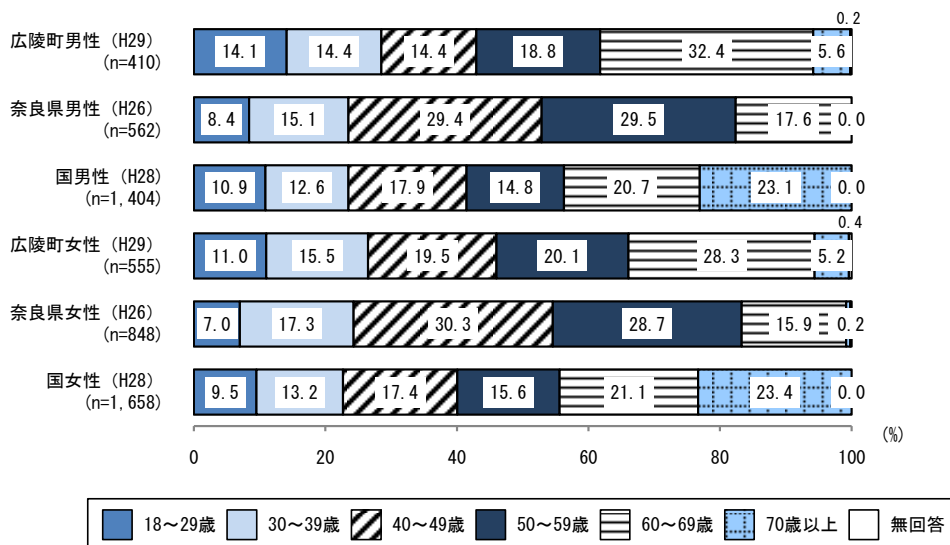 0.2
広陵町男性（H29）
(n=410)
14.1 14.4 14.4 18.8 32.4 5.6
奈良県男性（H26）
(n=562)
8.4 15.1 29.4 29.5 17.6 0.0
国男性（H28）
(n=1,404)
10.9 12.6 17.9 14.8 20.7 23.1 0.0
0.4
広陵町女性（H29）
(n=555)
11.0 15.5 19.5 20.1 28.3 5.2
奈良県女性（H26）
(n=848)
7.0 17.3 30.3 28.7 15.9 0.2
国女性（H28）
(n=1,658)
9.5 13.2 17.4 15.6 21.1 23.4 0.0
(%)
0 20 40 60 80 100
18～29歳 30～39歳 40～49歳 50～59歳 60～69歳 70歳以上 無回答